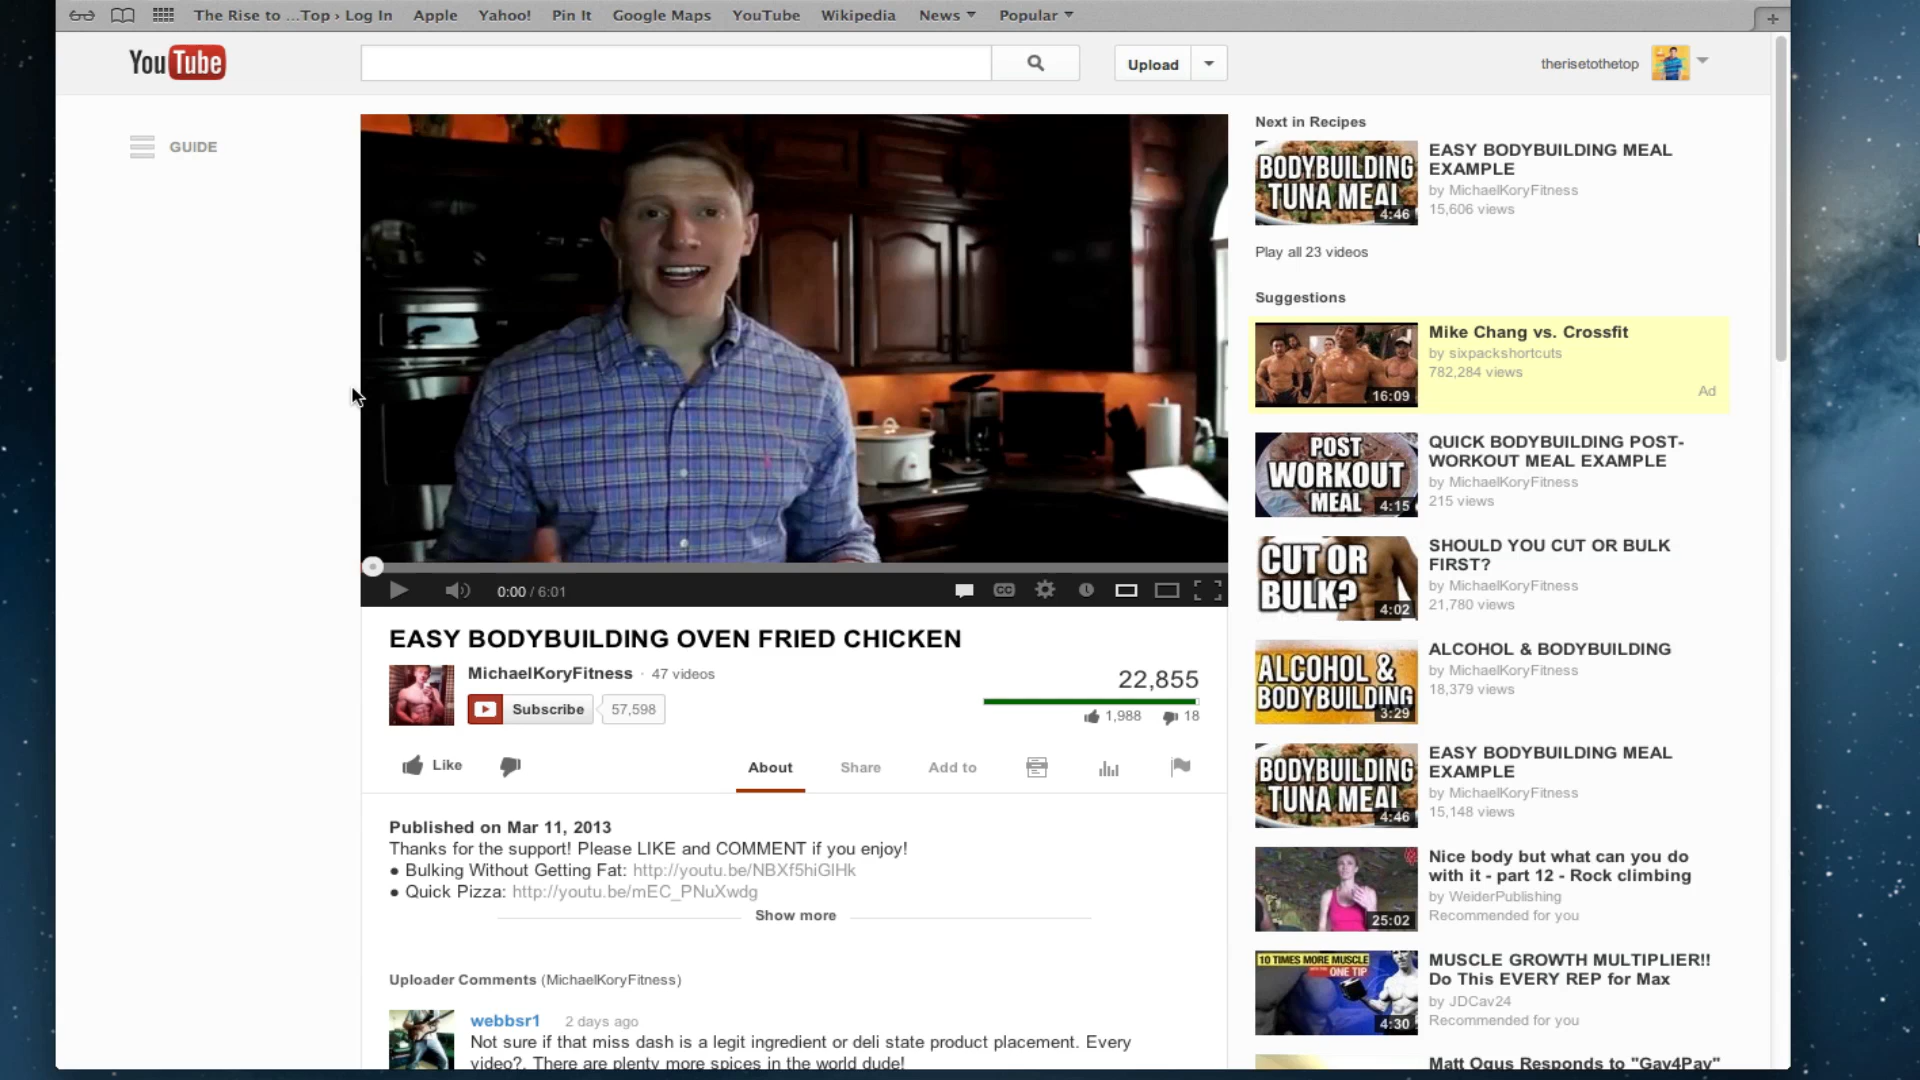 The Rise to ...Top › Log In Apple Yahoo! Pin It Google Maps YouTube Wikipedia News Popular
YouTube
Upload
therisetothetop
GUIDE
0:00 / 6:01
CC
EASY BODYBUILDING OVEN FRIED CHICKEN
MichaelKoryFitness · 47 videos
Subscribe 57,598
22,855
1,988 18
Like
About Share Add to
Published on Mar 11, 2013
Thanks for the support! Please LIKE and COMMENT if you enjoy!
● Bulking Without Getting Fat: http://youtu.be/NBXf5hiGlHk
● Quick Pizza: http://youtu.be/mEC_PNuXwdg
Show more
Uploader Comments (MichaelKoryFitness)
webbsr1 2 days ago
Not sure if that miss dash is a legit ingredient or deli state product placement. Every
video?. There are plenty more spices in the world dude!
Next in Recipes
BODYBUILDING
TUNA MEAL
4:46
EASY BODYBUILDING MEAL
EXAMPLE
by MichaelKoryFitness
15,606 views
Play all 23 videos
Suggestions
16:09
Mike Chang vs. Crossfit
by sixpackshortcuts
782,284 views
Ad
POST
WORKOUT
MEAL
4:15
QUICK BODYBUILDING POST-
WORKOUT MEAL EXAMPLE
by MichaelKoryFitness
215 views
CUT OR
BULK?
4:02
SHOULD YOU CUT OR BULK
FIRST?
by MichaelKoryFitness
21,780 views
ALCOHOL &
BODYBUILDING
3:29
ALCOHOL & BODYBUILDING
by MichaelKoryFitness
18,379 views
BODYBUILDING
TUNA MEAL
4:46
EASY BODYBUILDING MEAL
EXAMPLE
by MichaelKoryFitness
15,148 views
25:02
Nice body but what can you do
with it - part 12 - Rock climbing
by WeiderPublishing
Recommended for you
10 TIMES MORE MUSCLE
WITH THIS ONE TIP
4:30
MUSCLE GROWTH MULTIPLIER!!
Do This EVERY REP for Max
by JDCav24
Recommended for you
Matt Ogus Responds to "Gay4Pay"